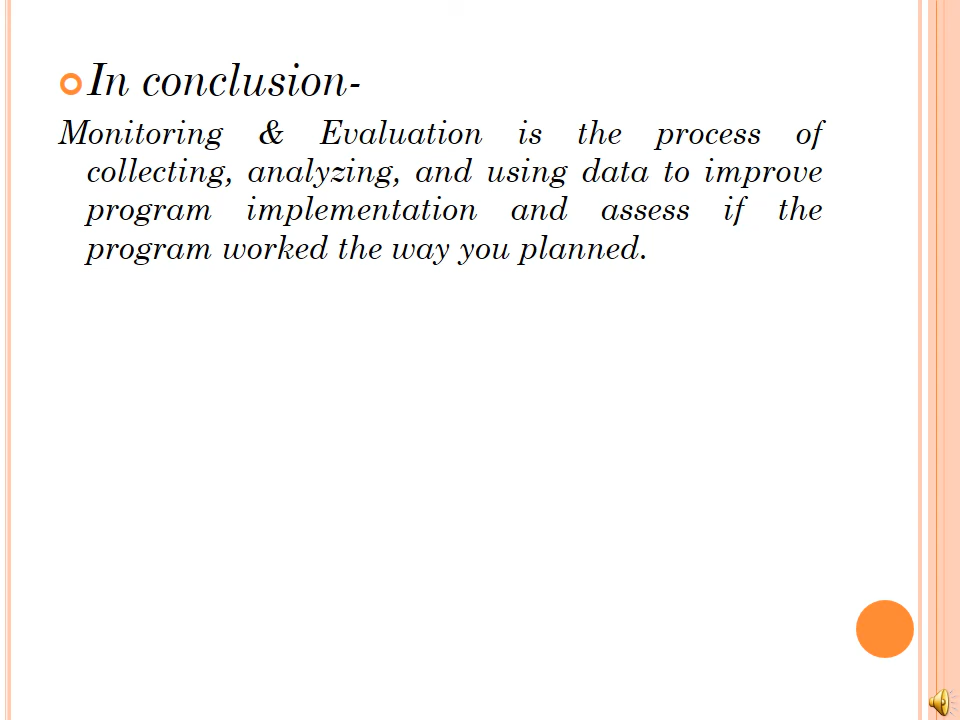 In conclusion-
Monitoring & Evaluation is the process of
collecting, analyzing, and using data to improve
program implementation and assess if the
program worked the way you planned.